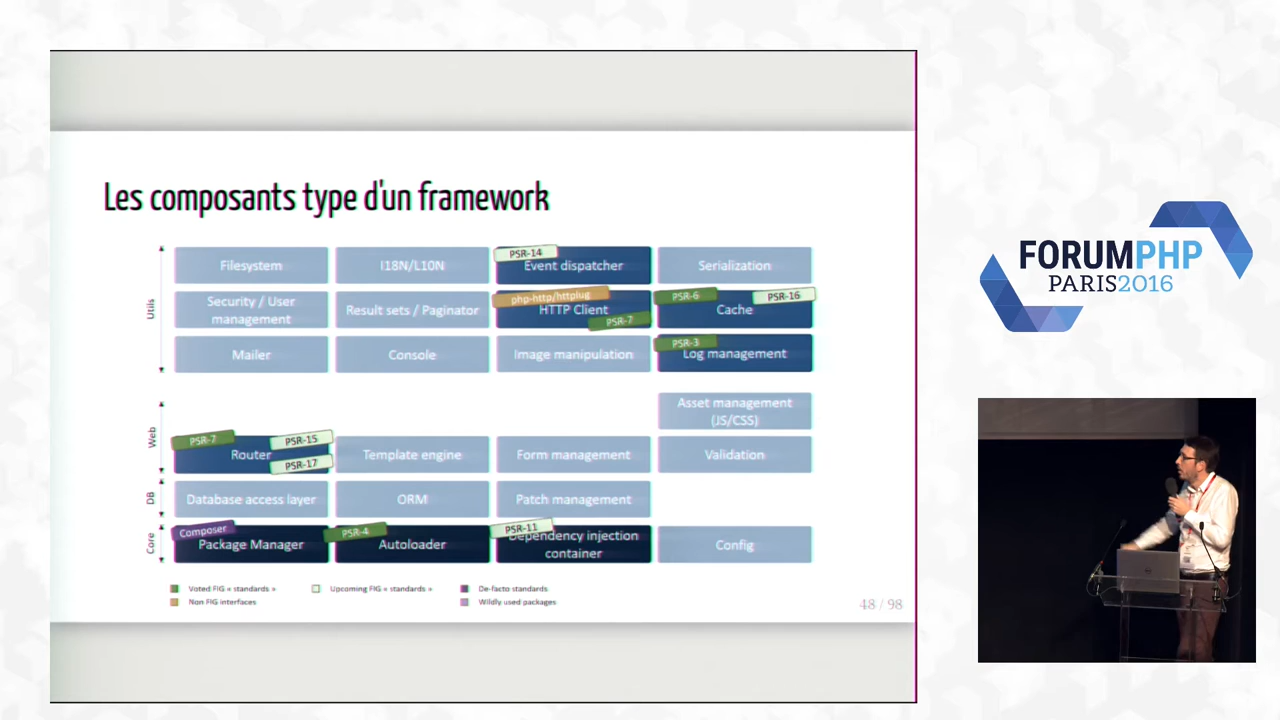 Les composants type d'un framework
Utils
Filesystem
I18N/L10N
PSR-14
Event dispatcher
Serialization
Security / User
management
Result sets / Paginator
php-http/httplug
HTTP Client
PSR-7
PSR-6
PSR-16
Cache
Mailer
Console
Image manipulation
PSR-3
Log management
Web
Asset management
(JS/CSS)
PSR-7
PSR-15
Router
PSR-17
Template engine
Form management
Validation
DB
Database access layer
ORM
Patch management
Core
Composer
Package Manager
PSR-4
Autoloader
PSR-11
Dependency injection
container
Config
Voted FIG « standards »
Upcoming FIG « standards »
De-facto standards
Non FIG interfaces
Wildly used packages
48 / 98
FORUMPHP
PARIS2016